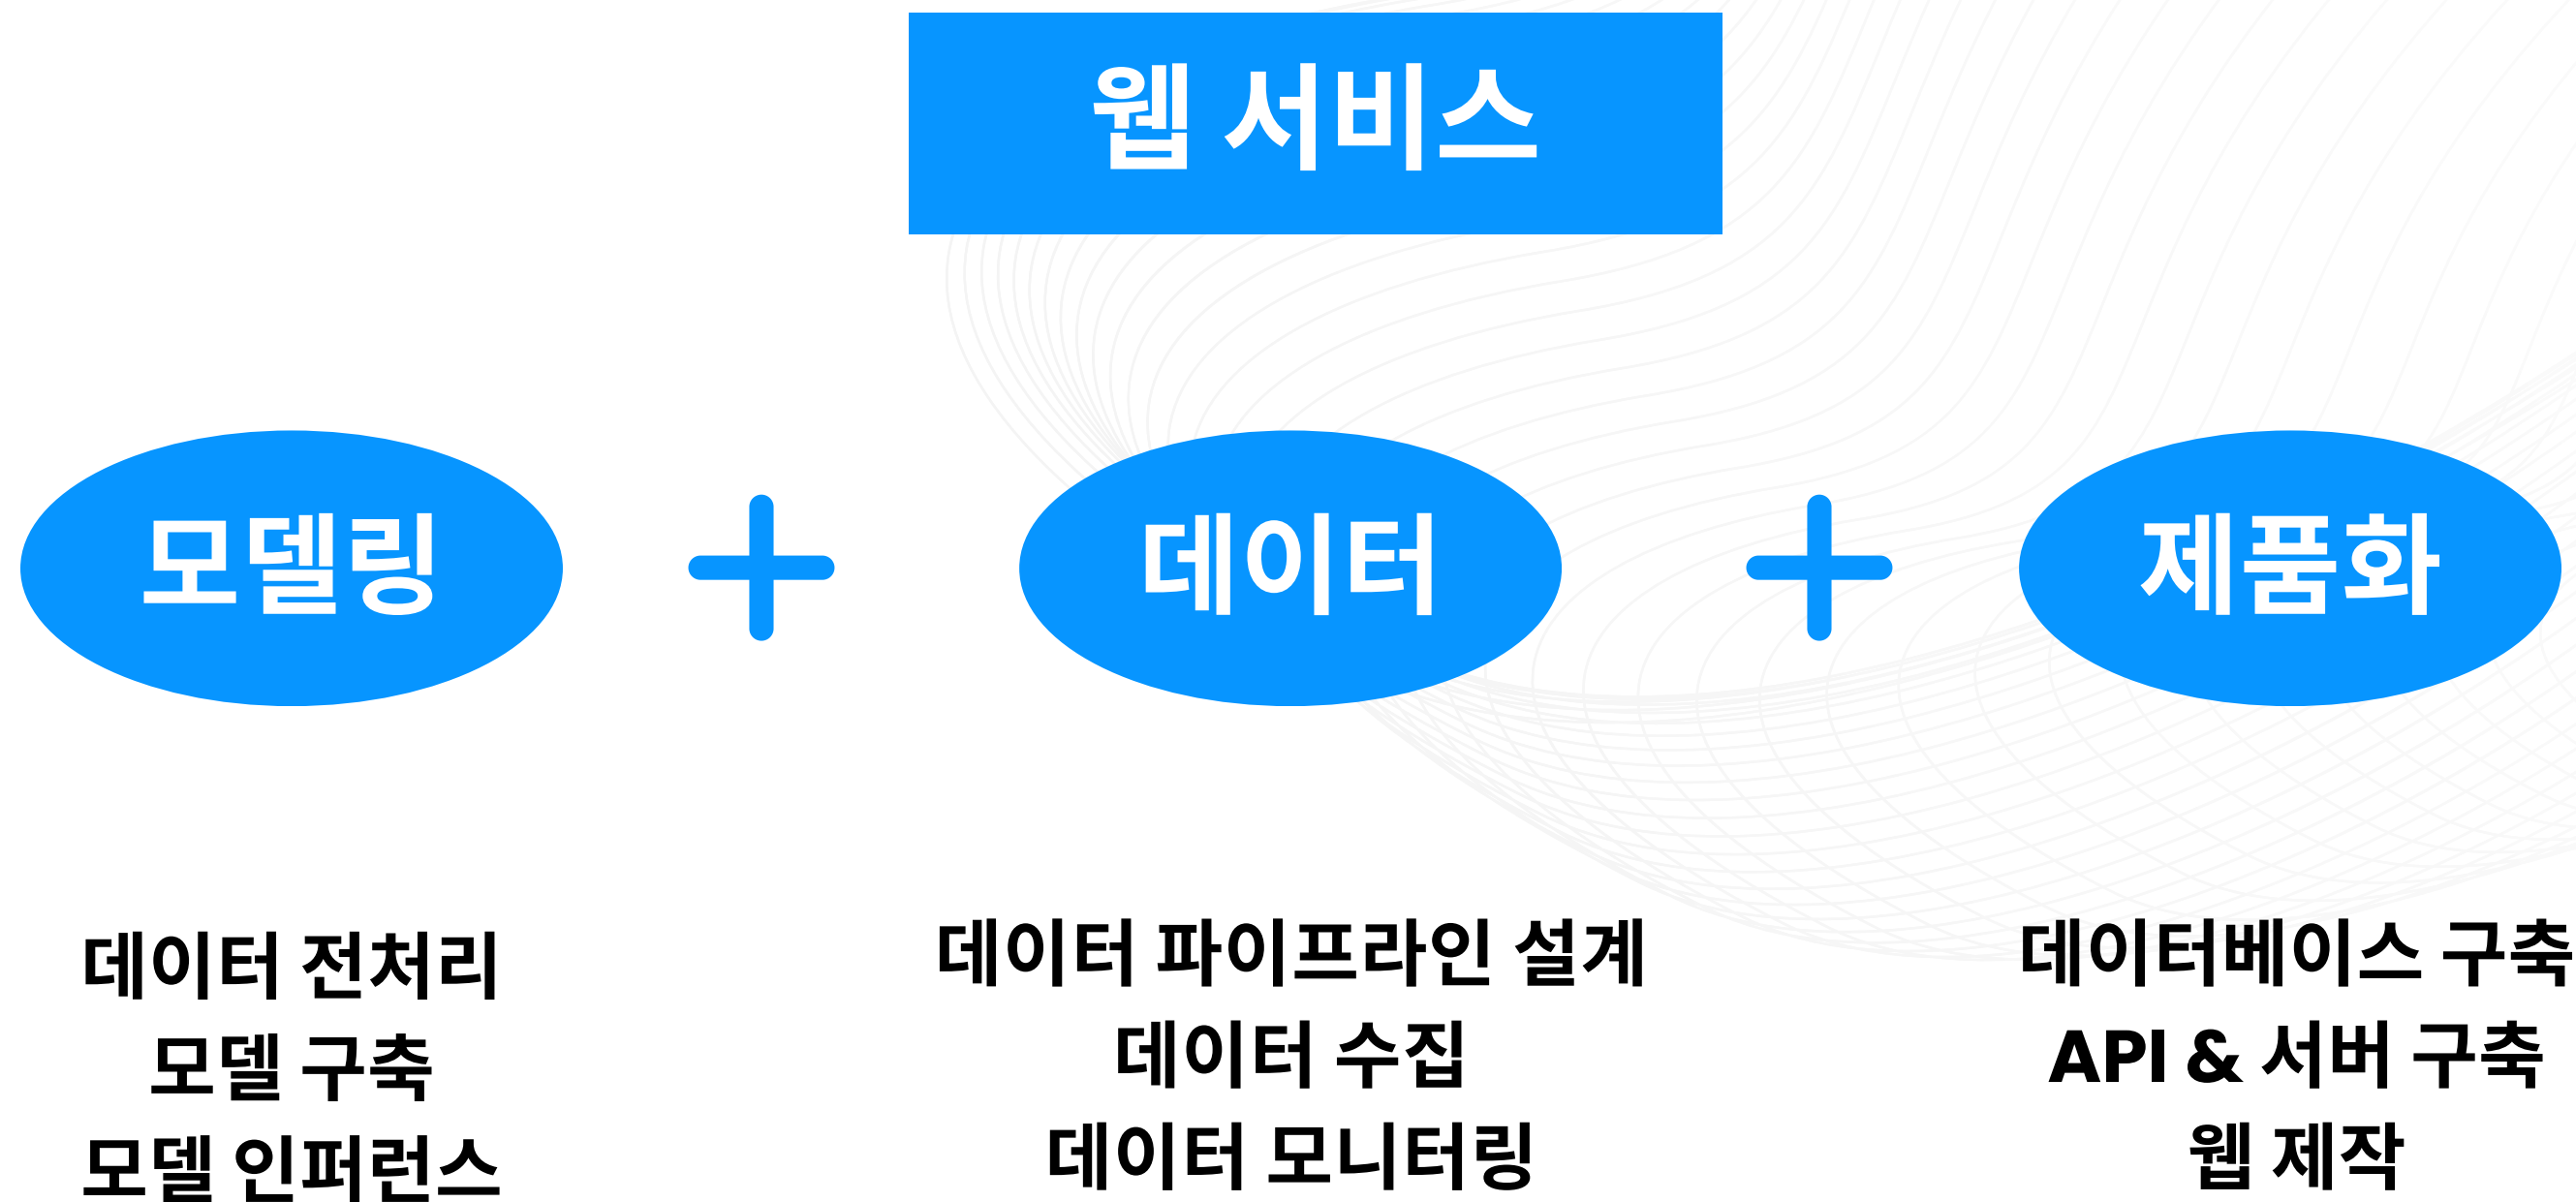 웹 서비스
모델링
데이터
제품화
데이터 전처리
모델 구축
모델 인퍼런스
데이터 파이프라인 설계
데이터 수집
데이터 모니터링
데이터베이스 구축
API & 서버 구축
웹 제작